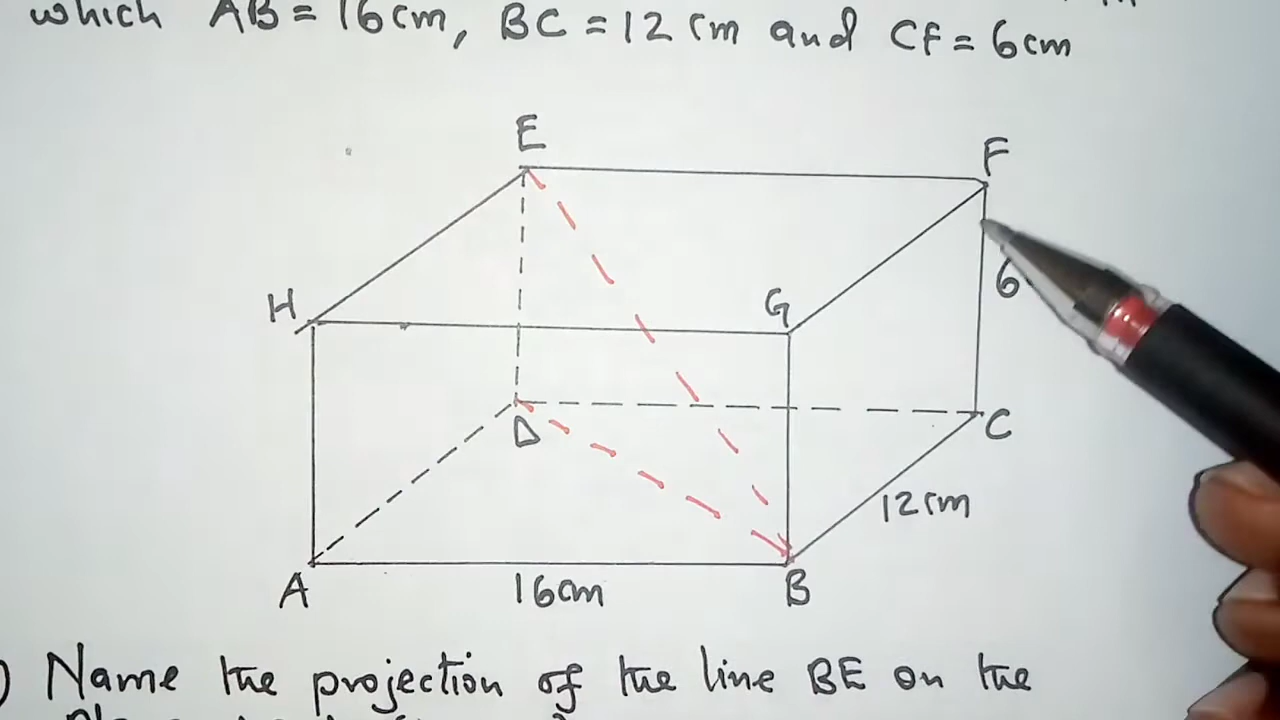 which AB = 16cm, BC = 12 cm and CF = 6cm
E
F
6
H
G
D
C
12cm
A
16cm
B
) Name the projection of the line BE on the